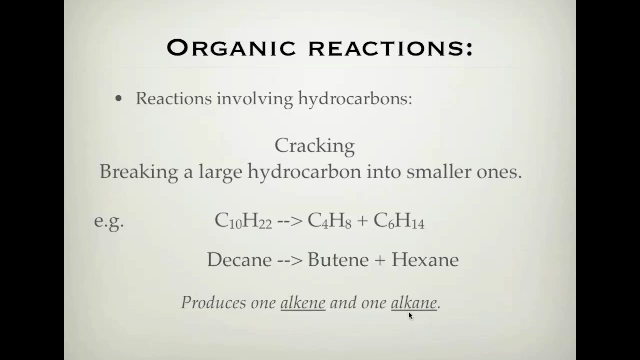 ORGANIC REACTIONS:
• Reactions involving hydrocarbons:
Cracking
Breaking a large hydrocarbon into smaller ones.
e.g. C₁₀H₂₂ --> C₄H₈ + C₆H₁₄
Decane --> Butene + Hexane
Produces one alkene and one alkane.